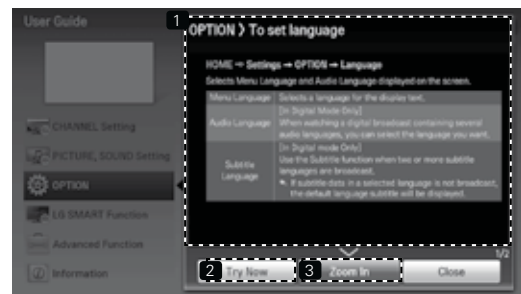 User Guide
CHANNEL Setting
PICTURE, SOUND Setting
OPTION
LG SMART Function
Advanced Function
Information
1
OPTION > To set language
HOME ⇒ Settings → OPTION → Language
Selects Menu Language and Audio Language displayed on the screen.
Menu Language Selects a language for the display text.
Audio Language
[In Digital Mode Only]
When watching a digital broadcast containing several
audio languages, you can select the language you want.
Subtitle
Language
[In Digital mode Only]
Use the Subtitle function when two or more subtitle
languages are broadcast.
If subtitle data in a selected language is not broadcast,
the default language subtitle will be displayed.
1/2
2 Try Now
3 Zoom In
Close